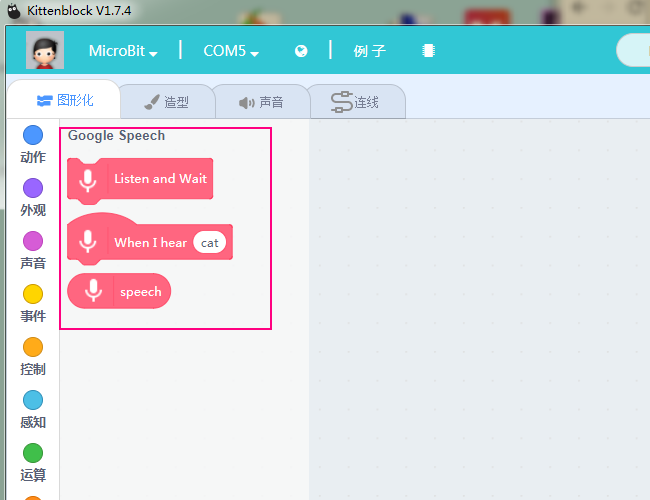 Kittenblock V1.7.4
MicroBit COM5 例 子
图形化 造型 声音 连线
Google Speech
动作
Listen and Wait
外观
When I hear cat
声音
speech
事件
控制
感知
运算